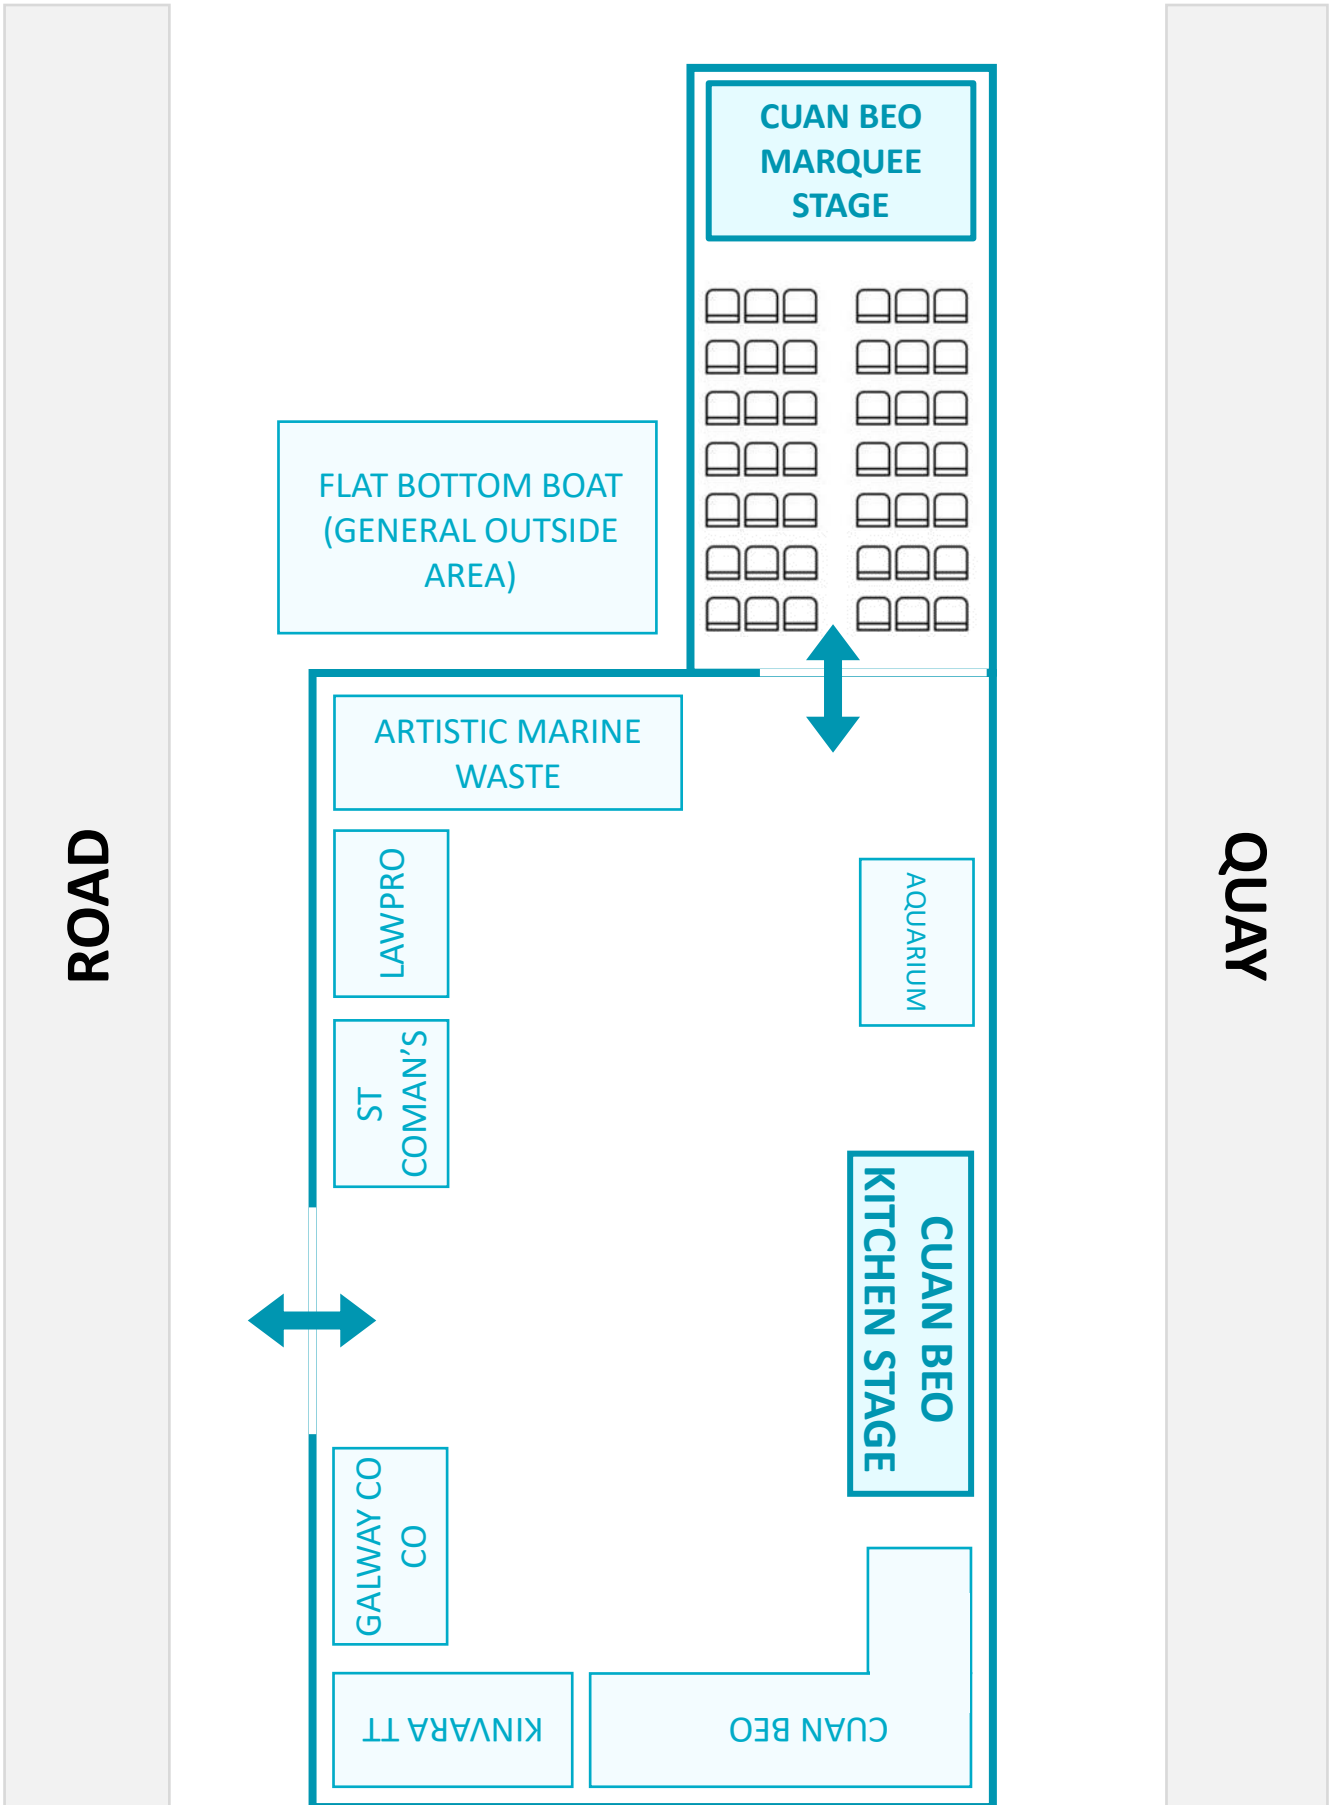 CUAN BEO
MARQUEE
STAGE
FLAT BOTTOM BOAT
(GENERAL OUTSIDE
AREA)
ARTISTIC MARINE
WASTE
ROAD
LAWPRO
AQUARIUM
QUAY
ST
COMAN'S
CUAN BEO
KITCHEN STAGE
GALWAY CO
CO
KINVARA TT
CUAN BEO